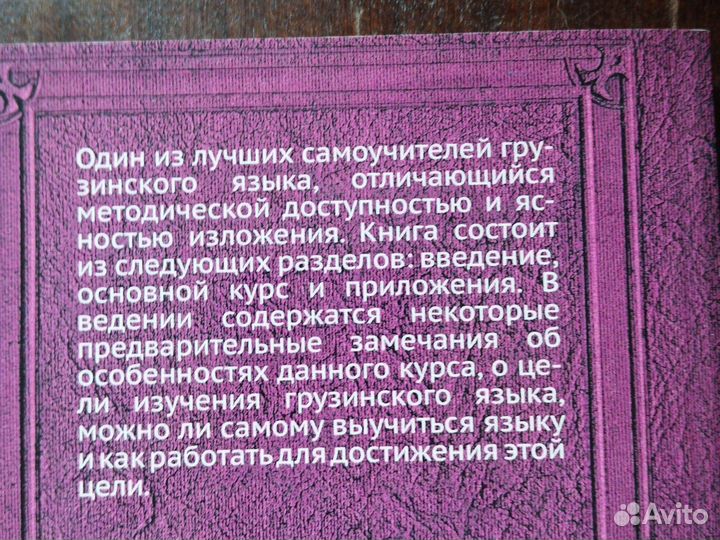 Один из лучших самоучителей гру-
зинского языка, отличающийся
методической доступностью и яс-
ностью изложения. Книга состоит
из следующих разделов: введение,
основной курс и приложения. В
ведении содержатся некоторые
предварительные замечания об
особенностях данного курса, о це-
ли изучения грузинского языка,
можно ли самому выучиться языку
и как работать для достижения этой
цели.
Avito